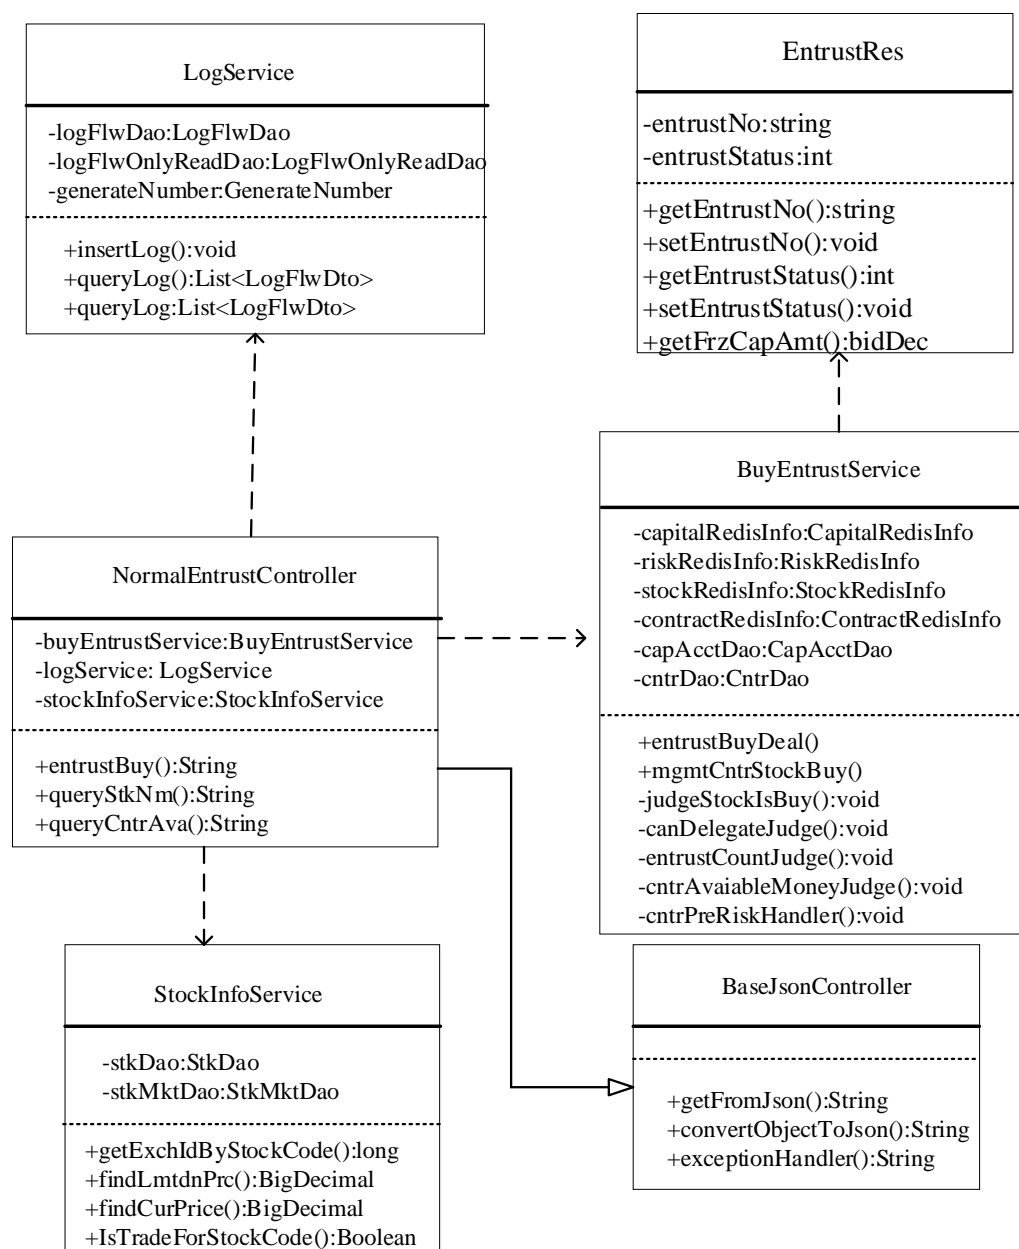 LogService
-logFlwDao:LogFlwDao
-logFlwOnlyReadDao:LogFlwOnlyReadDao
-generateNumber:GenerateNumber
+insertLog():void
+queryLog():List<LogFlwDto>
+queryLog:List<LogFlwDto>
EntrustRes
-entrustNo:string
-entrustStatus:int
+getEntrustNo():string
+setEntrustNo():void
+getEntrustStatus():int
+setEntrustStatus():void
+getFrzCapAmt():bidDec
BuyEntrustService
-capitalRedisInfo:CapitalRedisInfo
-riskRedisInfo:RiskRedisInfo
-stockRedisInfo:StockRedisInfo
-contractRedisInfo:ContractRedisInfo
-capAcctDao:CapAcctDao
-cntrDao:CntrDao
+entrustBuyDeal()
+mgmtCntrStockBuy()
-judgeStockIsBuy():void
-canDelegateJudge():void
-entrustCountJudge():void
-cntrAvaiableMoneyJudge():void
-cntrPreRiskHandler():void
NormalEntrustController
-buyEntrustService:BuyEntrustService
-logService: LogService
-stockInfoService:StockInfoService
+entrustBuy():String
+queryStkNm():String
+queryCntrAva():String
StockInfoService
-stkDao:StkDao
-stkMktDao:StkMktDao
+getExchIdByStockCode():long
+findLmtdnPrc():BigDecimal
+findCurPrice():BigDecimal
+IsTradeForStockCode():Boolean
BaseJsonController
+getFromJson():String
+convertObjectToJson():String
+exceptionHandler():String